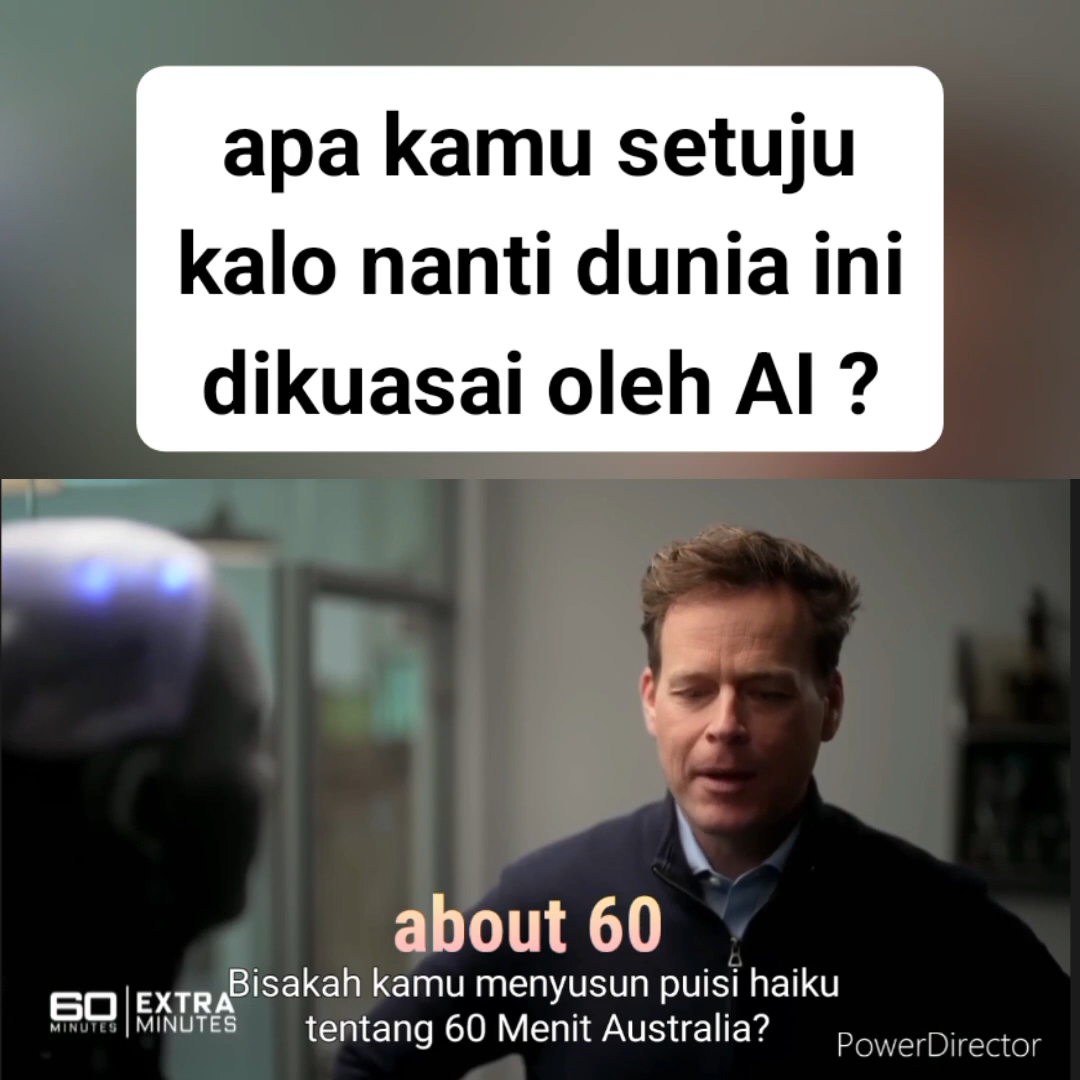 apa kamu setuju
kalo nanti dunia ini
dikuasai oleh AI ?
about 60
Bisakah kamu menyusun puisi haiku
tentang 60 Menit Australia?
60 MINUTES
EXTRA MINUTES
PowerDirector